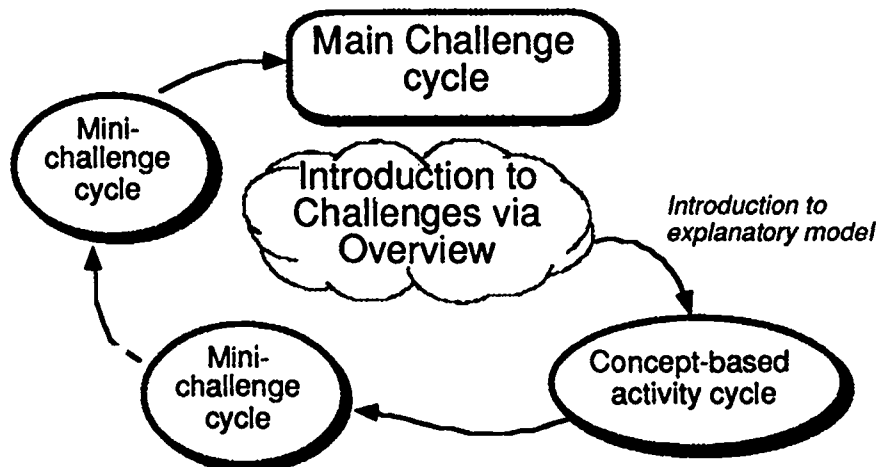 Main Challenge
cycle
Mini-
challenge
cycle
Introduction to
Challenges via
Overview
Introduction to
explanatory model
Mini-
challenge
cycle
Concept-based
activity cycle